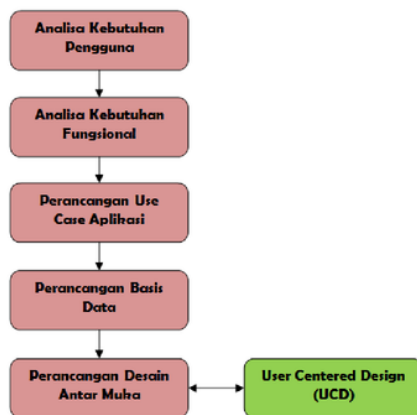 Analisa Kebutuhan
Pengguna
Analisa Kebutuhan
Fungsional
Perancangan Use
Case Aplikasi
Perancangan Basis
Data
Perancangan Desain
Antar Muka
User Centered Design
(UCD)